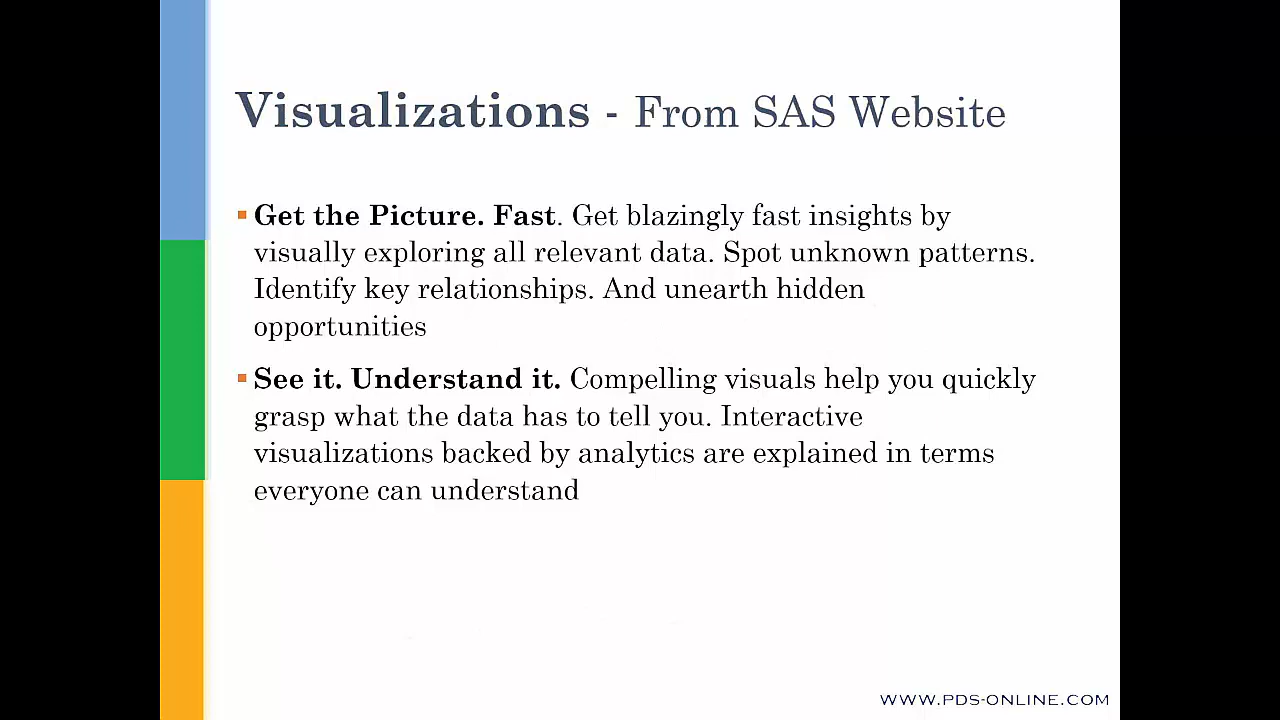 Visualizations - From SAS Website
▪ Get the Picture. Fast. Get blazingly fast insights by
visually exploring all relevant data. Spot unknown patterns.
Identify key relationships. And unearth hidden
opportunities
▪ See it. Understand it. Compelling visuals help you quickly
grasp what the data has to tell you. Interactive
visualizations backed by analytics are explained in terms
everyone can understand
WWW.PDS-ONLINE.COM